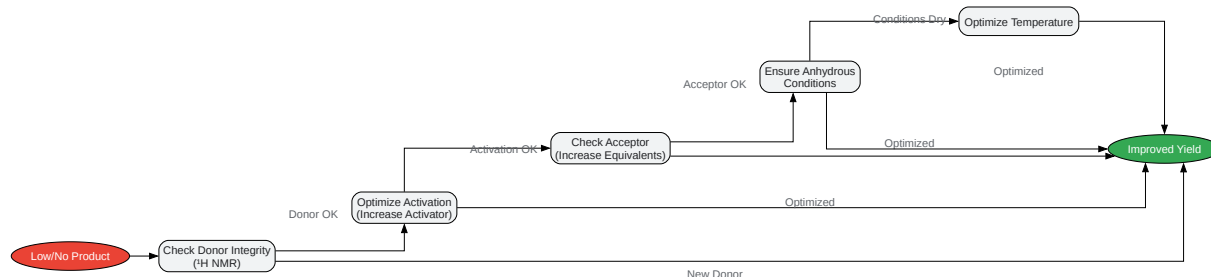 Conditions Dry
Optimize Temperature
Ensure Anhydrous
Conditions
Optimized
Acceptor OK
Check Acceptor
(Increase Equivalents)
Activation OK
Optimized
Improved Yield
Optimize Activation
(Increase Activator)
Donor OK
Optimized
Low/No Product
Check Donor Integrity
(¹H NMR)
New Donor